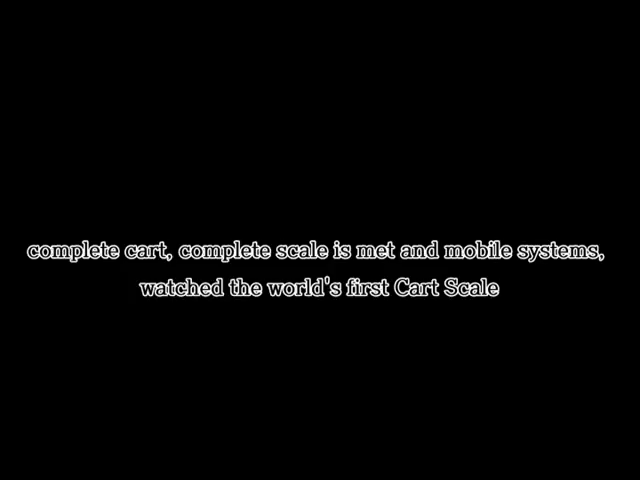 complete cart, complete scale is met and mobile systems,
watched the world's first Cart Scale